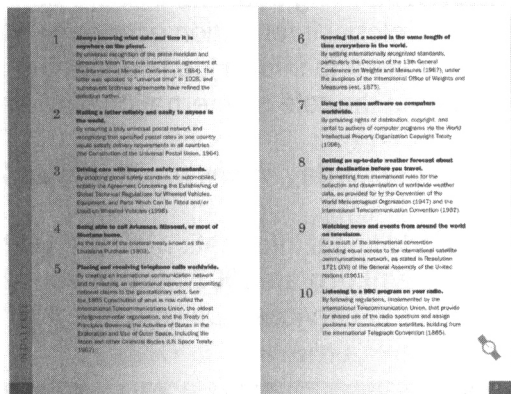 1 Always knowing what date and time it is
anywhere on the planet.
By universal recognition of the prime meridian and
Greenwich Mean Time (via international agreement at
the International Meridian Conference in 1884). The
latter was updated to "universal time" in 1928, and
subsequent technical agreements have refined the
definition further.
2 Mailing a letter reliably and easily to anyone in
the world.
By ensuring a truly universal postal network and
recognizing that specified postal rates in one country
would satisfy delivery requirements in all countries
(the Constitution of the Universal Postal Union, 1964).
3 Driving cars with improved safety standards.
By adopting global safety standards for automobiles,
notably the Agreement Concerning the Establishing of
Global Technical Regulations for Wheeled Vehicles,
Equipment, and Parts Which Can Be Fitted and/or
Used on Wheeled Vehicles (1998).
4 Being able to call Arkansas, Missouri, or most of
Montana home.
As the result of the bilateral treaty known as the
Louisiana Purchase (1803).
5 Placing and receiving telephone calls worldwide.
By creating an international communication network
and by meeting an international agreement preventing
national claims to the geostationary orbit. See
the 1865 Constitution of what is now called the
International Telecommunications Union, the oldest
intergovernmental organization, and the Treaty on
Principles Governing the Activities of States in the
Exploration and Use of Outer Space, including the
Moon and other Celestial Bodies (UN Space Treaty
1967).
6 Knowing that a second is the same length of
time everywhere in the world.
By setting internationally recognized standards,
particularly the Decision of the 13th General
Conference on Weights and Measures (1967), under
the auspices of the International Office of Weights and
Measures (est. 1875).
7 Using the same software on computers
worldwide.
By providing rights of distribution, copyright, and
rental to authors of computer programs via the World
Intellectual Property Organization Copyright Treaty
(1996).
8 Getting an up-to-date weather forecast about
your destination before you travel.
By benefiting from international rules for the
collection and dissemination of worldwide weather
data, as provided for by the Convention of the
World Meteorological Organization (1947) and the
International Telecommunication Convention (1992).
9 Watching news and events from around the world
on television.
As a result of the international convention
providing equal access to the international satellite
communications network, as stated in Resolution
1721 (XVI) of the General Assembly of the United
Nations (1961).
10 Listening to a BBC program on your radio.
By following regulations, implemented by the
International Telecommunication Union, that provide
for shared use of the radio spectrum and assign
positions for communication satellites, building from
the International Telegraph Convention (1865).